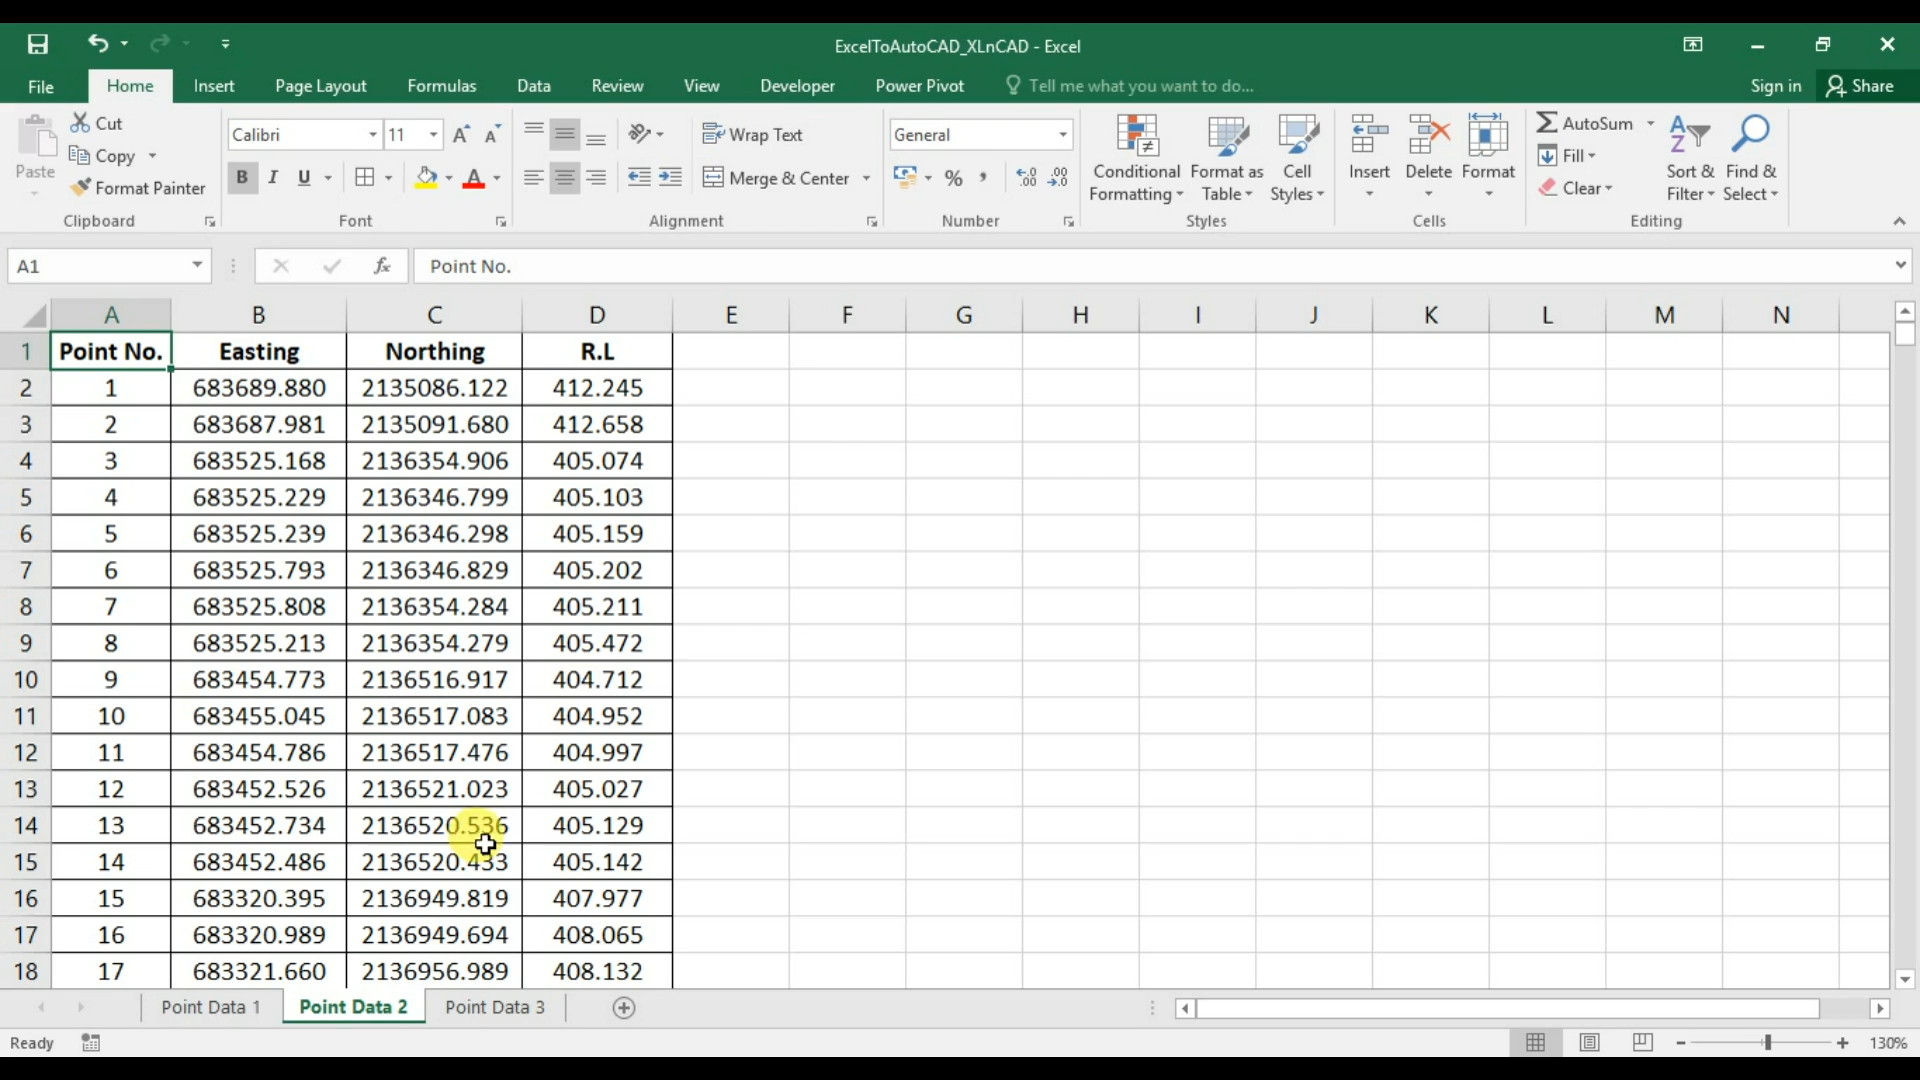 ExcelToAutoCAD_XLnCAD - Excel
File Home Insert Page Layout Formulas Data Review View Developer Power Pivot Tell me what you want to do... Sign in Share
Cut
Copy
Format Painter
Paste
Clipboard
Calibri 11
B I U
Font
Wrap Text
Merge & Center
Alignment
General
%
Number
Conditional Formatting
Format as Table
Cell Styles
Styles
Insert Delete Format
Cells
AutoSum
Fill
Clear
Sort & Filter
Find & Select
Editing
A1 fx Point No.
A B C D E F G H I J K L M N
1 Point No. Easting Northing R.L
2 1 683689.880 2135086.122 412.245
3 2 683687.981 2135091.680 412.658
4 3 683525.168 2136354.906 405.074
5 4 683525.229 2136346.799 405.103
6 5 683525.239 2136346.298 405.159
7 6 683525.793 2136346.829 405.202
8 7 683525.808 2136354.284 405.211
9 8 683525.213 2136354.279 405.472
10 9 683454.773 2136516.917 404.712
11 10 683455.045 2136517.083 404.952
12 11 683454.786 2136517.476 404.997
13 12 683452.526 2136521.023 405.027
14 13 683452.734 2136520.536 405.129
15 14 683452.486 2136520.433 405.142
16 15 683320.395 2136949.819 407.977
17 16 683320.989 2136949.694 408.065
18 17 683321.660 2136956.989 408.132
Point Data 1 Point Data 2 Point Data 3
Ready 130%